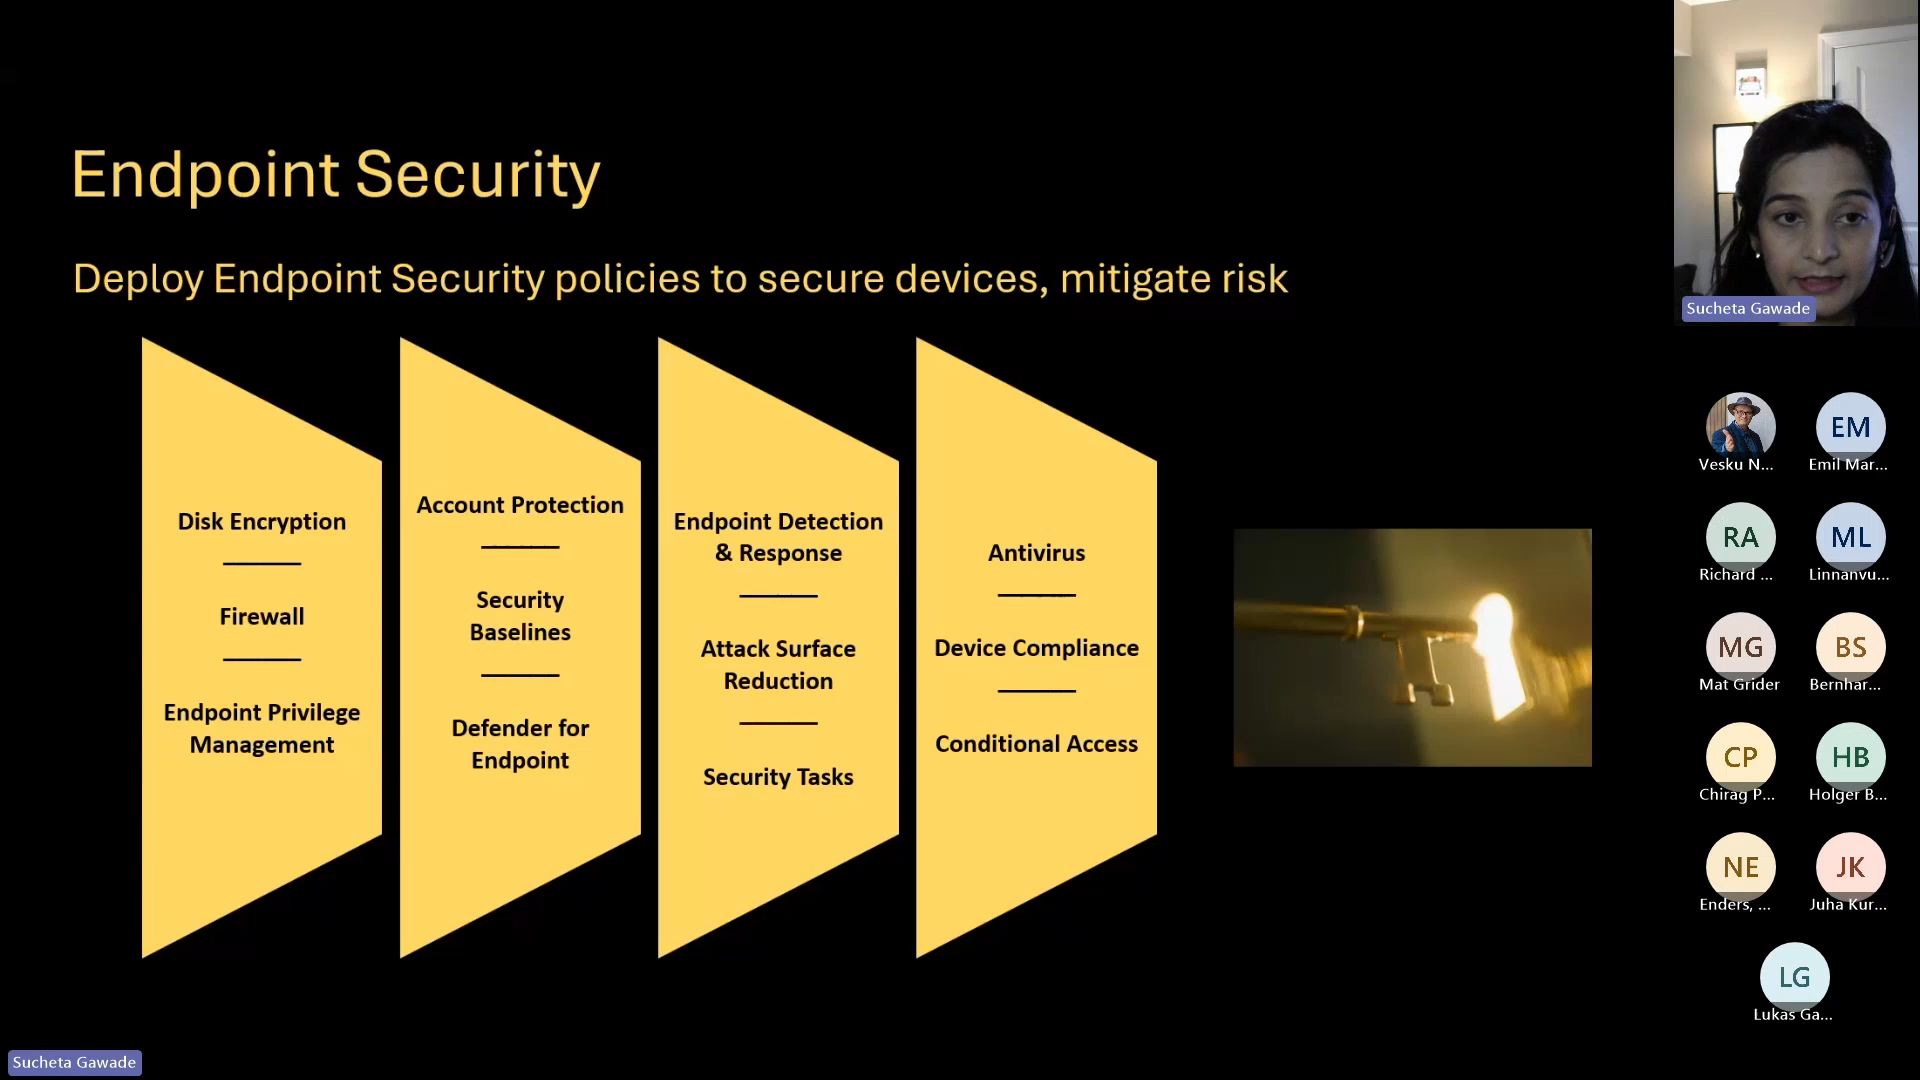 Endpoint Security
Deploy Endpoint Security policies to secure devices, mitigate risk
Disk Encryption
Firewall
Endpoint Privilege
Management
Account Protection
Security
Baselines
Defender for
Endpoint
Endpoint Detection
& Response
Attack Surface
Reduction
Security Tasks
Antivirus
Device Compliance
Conditional Access
Sucheta Gawade
Vesku N...
EM
Emil Mar...
RA
Richard ...
ML
Linnanvu...
MG
Mat Grider
BS
Bernhar...
CP
Chirag P...
HB
Holger B...
NE
Enders, ...
JK
Juha Kur...
LG
Lukas Ga...
Sucheta Gawade